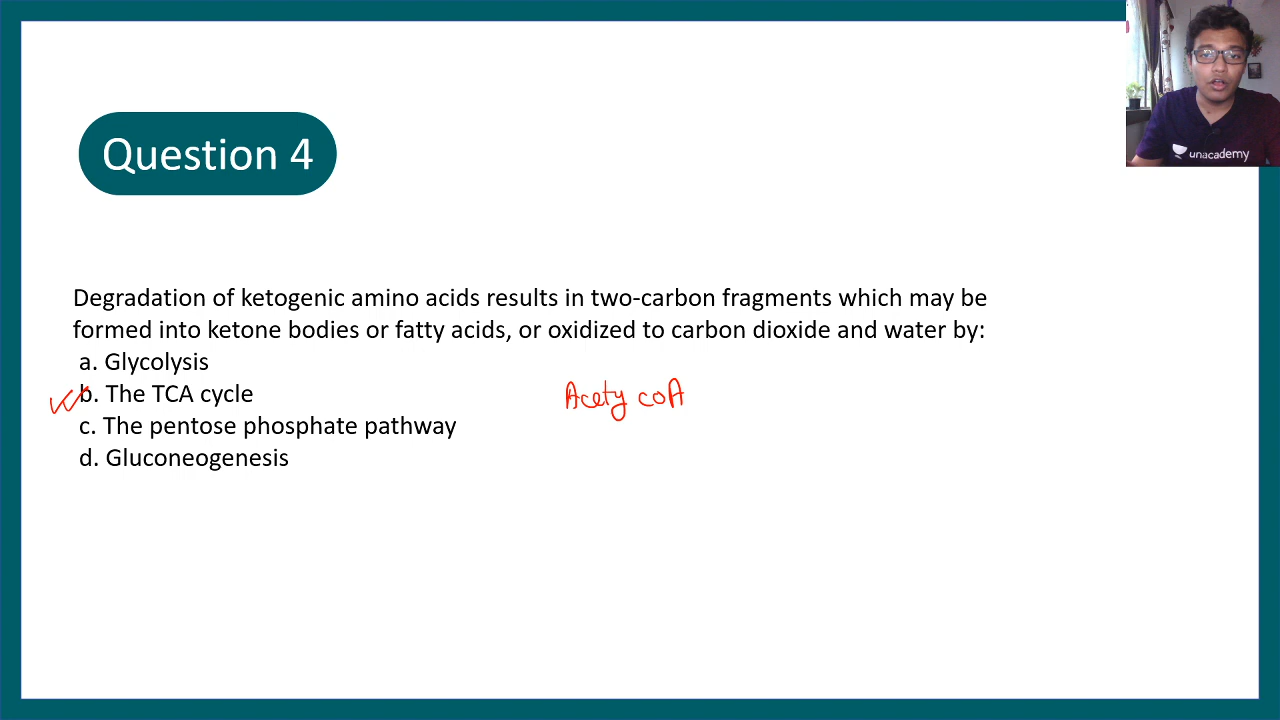 unacademy
Question 4
Degradation of ketogenic amino acids results in two-carbon fragments which may be
formed into ketone bodies or fatty acids, or oxidized to carbon dioxide and water by:
a. Glycolysis
b. The TCA cycle
Acety coA
c. The pentose phosphate pathway
d. Gluconeogenesis